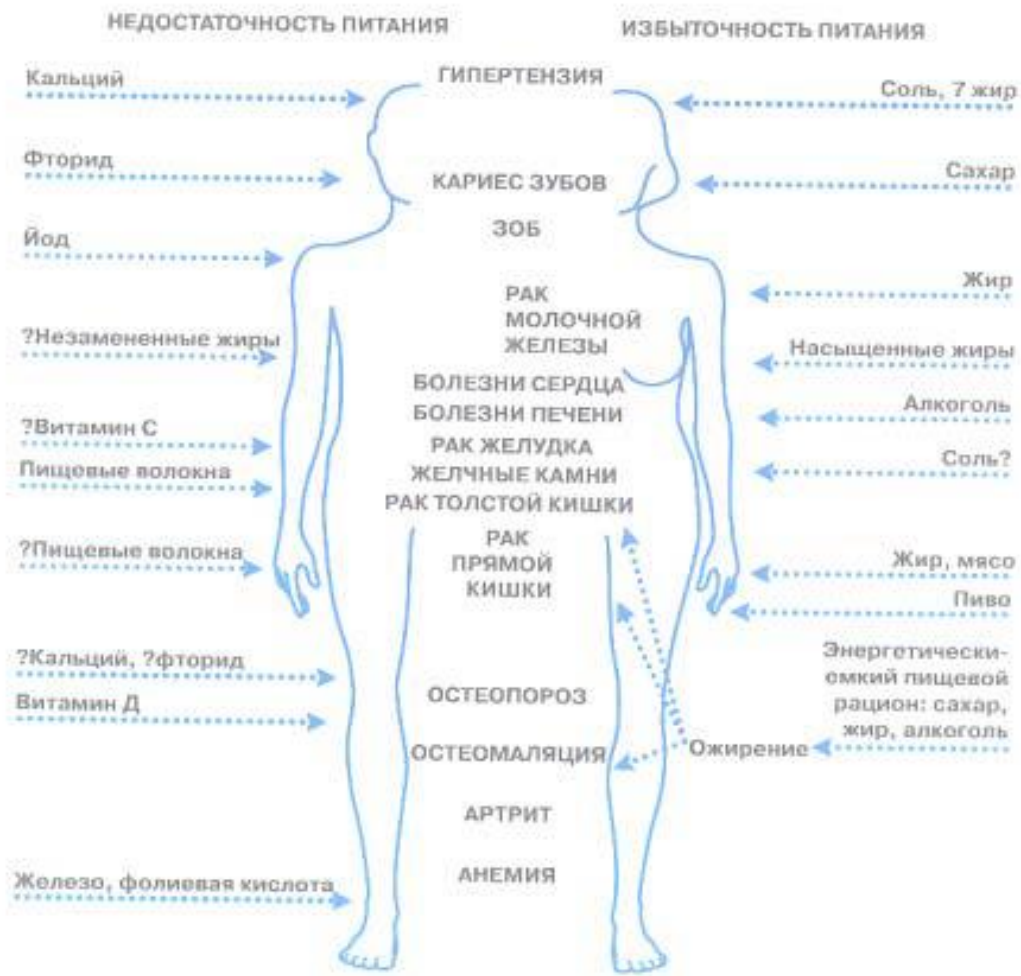 НЕДОСТАТОЧНОСТЬ ПИТАНИЯ
ИЗБЫТОЧНОСТЬ ПИТАНИЯ
Кальций
ГИПЕРТЕНЗИЯ
Соль, 7 жир
Фторид
КАРИЕС ЗУБОВ
Сахар
Йод
ЗОБ
РАК
МОЛОЧНОЙ
ЖЕЛЕЗЫ
Жир
?Незамененные жиры
Насыщенные жиры
БОЛЕЗНИ СЕРДЦА
БОЛЕЗНИ ПЕЧЕНИ
Алкоголь
?Витамин С
РАК ЖЕЛУДКА
Соль?
Пищевые волокна
ЖЕЛЧНЫЕ КАМНИ
РАК ТОЛСТОЙ КИШКИ
?Пищевые волокна
РАК
ПРЯМОЙ
КИШКИ
Жир, мясо
Пиво
?Кальций, ?фторид
Энергетически-
емкий пищевой
рацион: сахар,
жир, алкоголь
Витамин Д
ОСТЕОПОРОЗ
ОСТЕОМАЛЯЦИЯ
Ожирение
АРТРИТ
АНЕМИЯ
Железо, фолиевая кислота